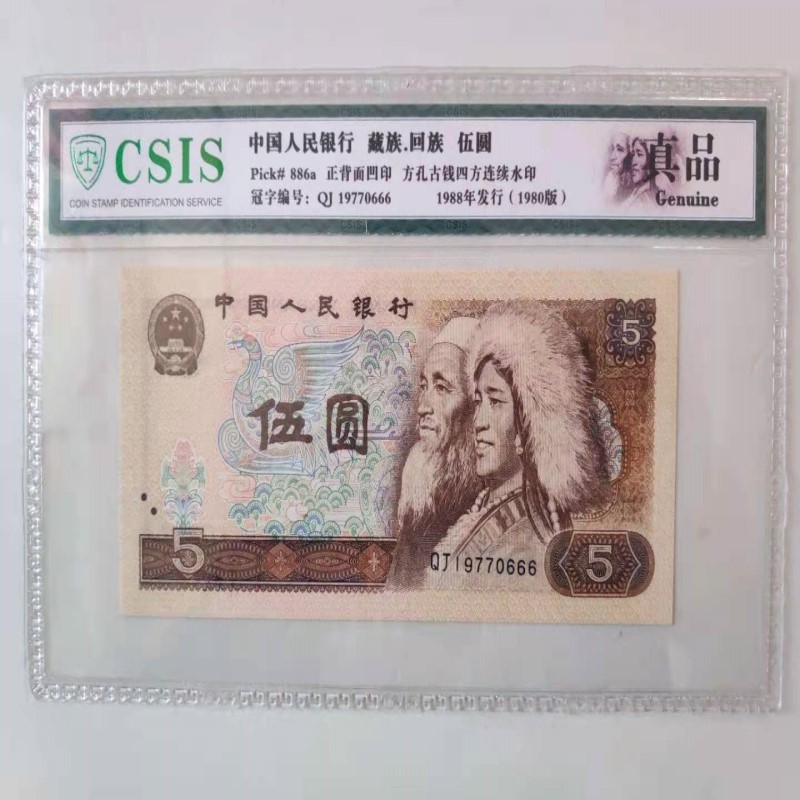 CSIS
COIN STAMP IDENTIFICATION SERVICE
中国人民银行 藏族.回族 伍圆
Pick# 886a 正背面凹印 方孔古钱四方连续水印
冠字编号: QJ 19770666 1988年发行(1980版)
真品
Genuine
中国人民银行
5
伍圆
5
QJ19770666
5